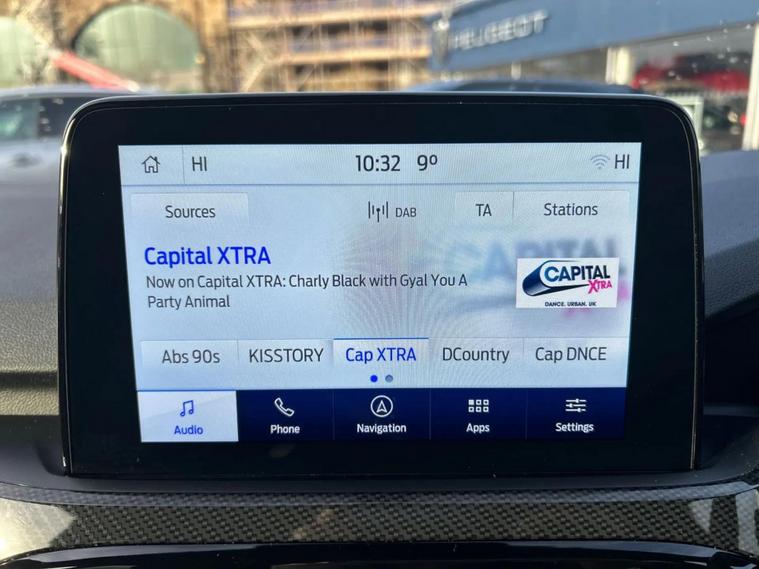 PEUGEOT
HI 10:32 9° HI
Sources DAB TA Stations
Capital XTRA
Now on Capital XTRA: Charly Black with Gyal You A
Party Animal
CAPITAL
XTRA
DANCE. URBAN. UK
Abs 90s KISSTORY Cap XTRA DCountry Cap DNCE
Audio Phone Navigation Apps Settings